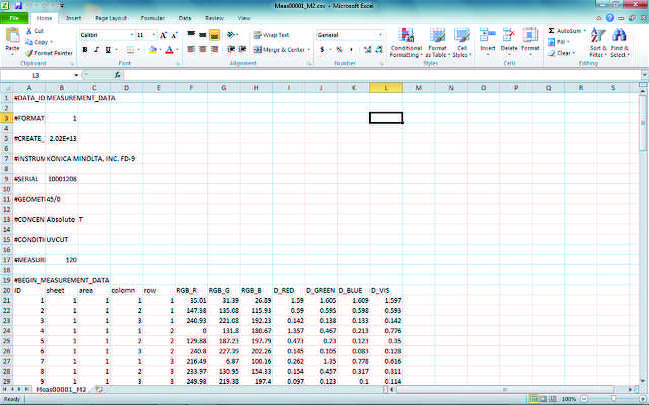 Meas00001_M2.csv - Microsoft Excel
File Home Insert Page Layout Formulas Data Review View
Paste Cut Copy Format Painter Clipboard
Calibri 11 Font
Wrap Text Merge & Center Alignment
General Number
Conditional Formatting Format as Table Cell Styles Styles
Insert Delete Format Cells
AutoSum Fill Clear Sort & Filter Find & Select Editing
L3 fx
A B C D E F G H I J K L M N O P Q R S
1 #DATA_ID MEASUREMENT_DATA
2
3 #FORMAT 1
4
5 #CREATE_ 2.02E+13
6
7 #INSTRUM KONICA MINOLTA, INC. FD-9
8
9 #SERIAL 10001208
10
11 #GEOMETI 45/0
12
13 #CONCEN Absolute T
14
15 #CONDITI UVCUT
16
17 #MEASURI 120
18
19 #BEGIN_MEASUREMENT_DATA
20 ID sheet area column row RGB_R RGB_G RGB_B D_RED D_GREEN D_BLUE D_VIS
21 1 1 1 1 1 35.01 31.39 26.89 1.59 1.605 1.609 1.597
22 2 1 1 2 1 147.38 135.08 115.93 0.59 0.595 0.598 0.593
23 3 1 1 3 1 240.93 221.08 192.23 0.142 0.138 0.133 0.142
24 4 1 1 1 2 0 131.8 180.67 1.357 0.467 0.213 0.776
25 5 1 1 2 2 129.88 187.23 197.79 0.473 0.23 0.123 0.35
26 6 1 1 3 2 240.8 227.39 202.26 0.145 0.105 0.083 0.128
27 7 1 1 1 3 216.49 6.87 100.16 0.262 1.35 0.778 0.616
28 8 1 1 2 3 233.97 130.95 154.33 0.154 0.457 0.317 0.311
29 9 1 1 3 3 249.98 219.38 197.4 0.097 0.123 0.1 0.114
Meas00001_M2
Ready 100%